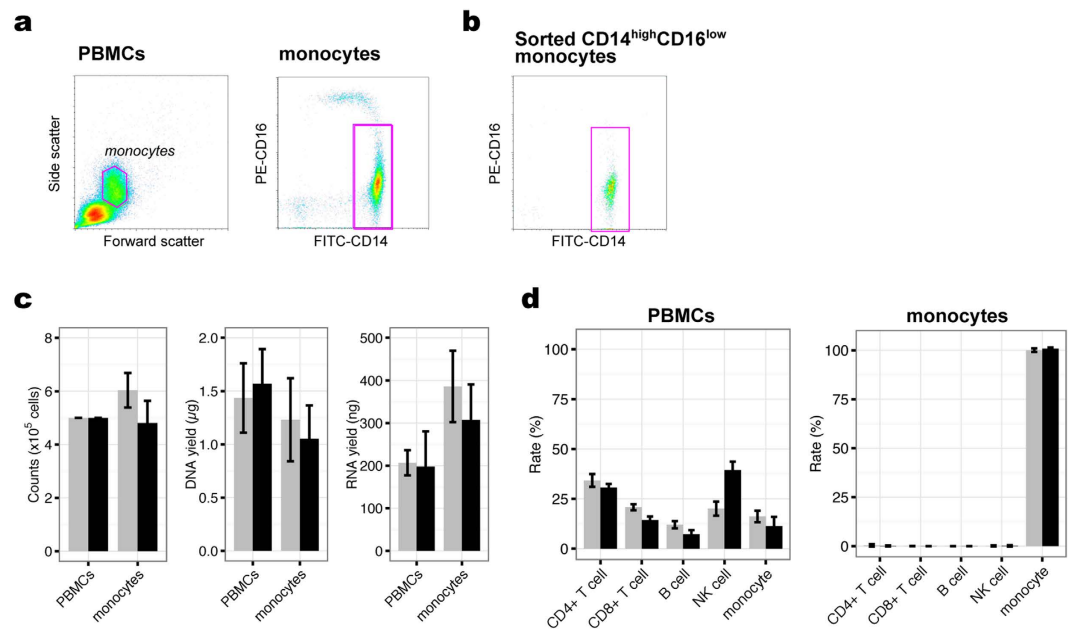 a
PBMCs
monocytes
Side scatter
monocytes
Forward scatter
PE-CD16
FITC-CD14
b
Sorted CD14highCD16low
monocytes
PE-CD16
FITC-CD14
c
Counts (x10⁵ cells)
8
6
4
2
0
PBMCs
monocytes
DNA yield (µg)
2.0
1.5
1.0
0.5
0.0
PBMCs
monocytes
RNA yield (ng)
500
400
300
200
100
0
PBMCs
monocytes
d
PBMCs
Rate (%)
100
75
50
25
0
CD4+ T cell
CD8+ T cell
B cell
NK cell
monocyte
monocytes
Rate (%)
100
75
50
25
0
CD4+ T cell
CD8+ T cell
B cell
NK cell
monocyte